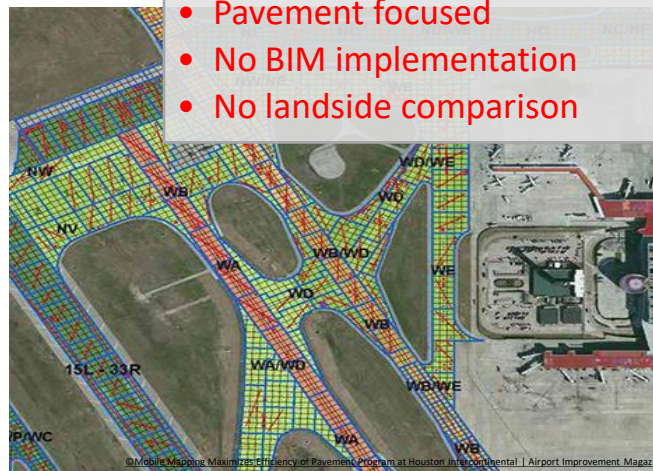 • Pavement focused
• No BIM implementation
• No landside comparison
NW
WB
WD/WE
WD
NV
WB/WD
WA
WE
WD
WB
15L - 33R
WA/WD
WB/WE
P/WC
WA
WB
©Mobile Mapping Maximizes Efficiency of Pavement Program at Houston Intercontinental | Airport Improvement Magaz